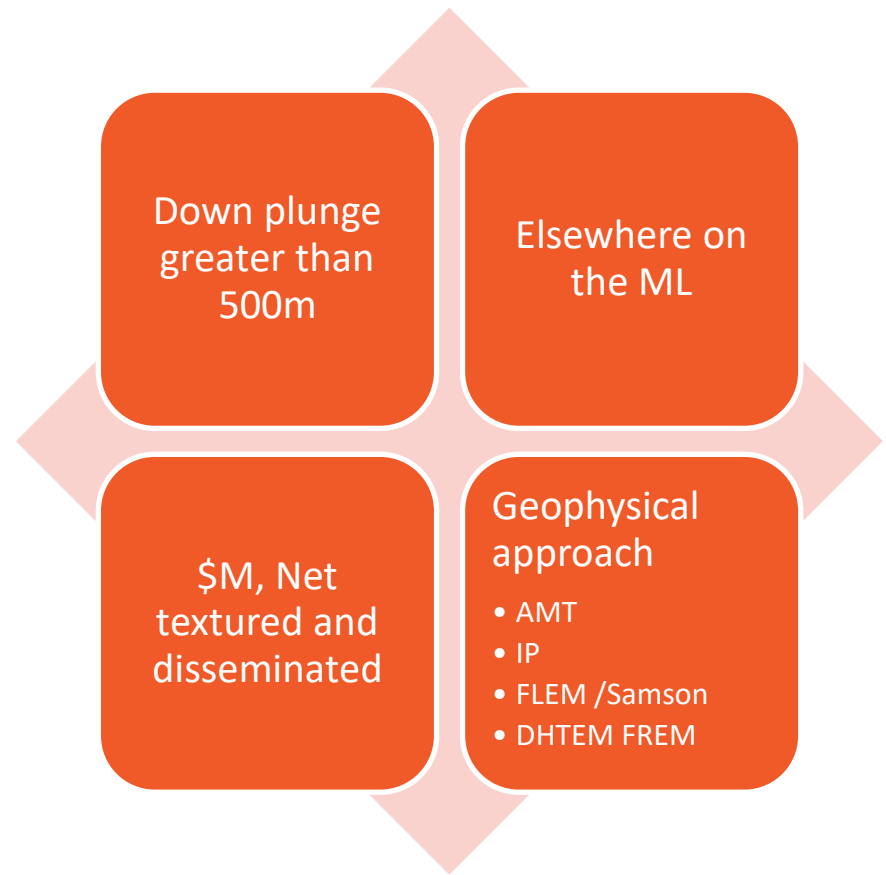 Down plunge
greater than
500m
Elsewhere on
the ML
$M, Net
textured and
disseminated
Geophysical
approach
• AMT
• IP
• FLEM /Samson
• DHTEM FREM